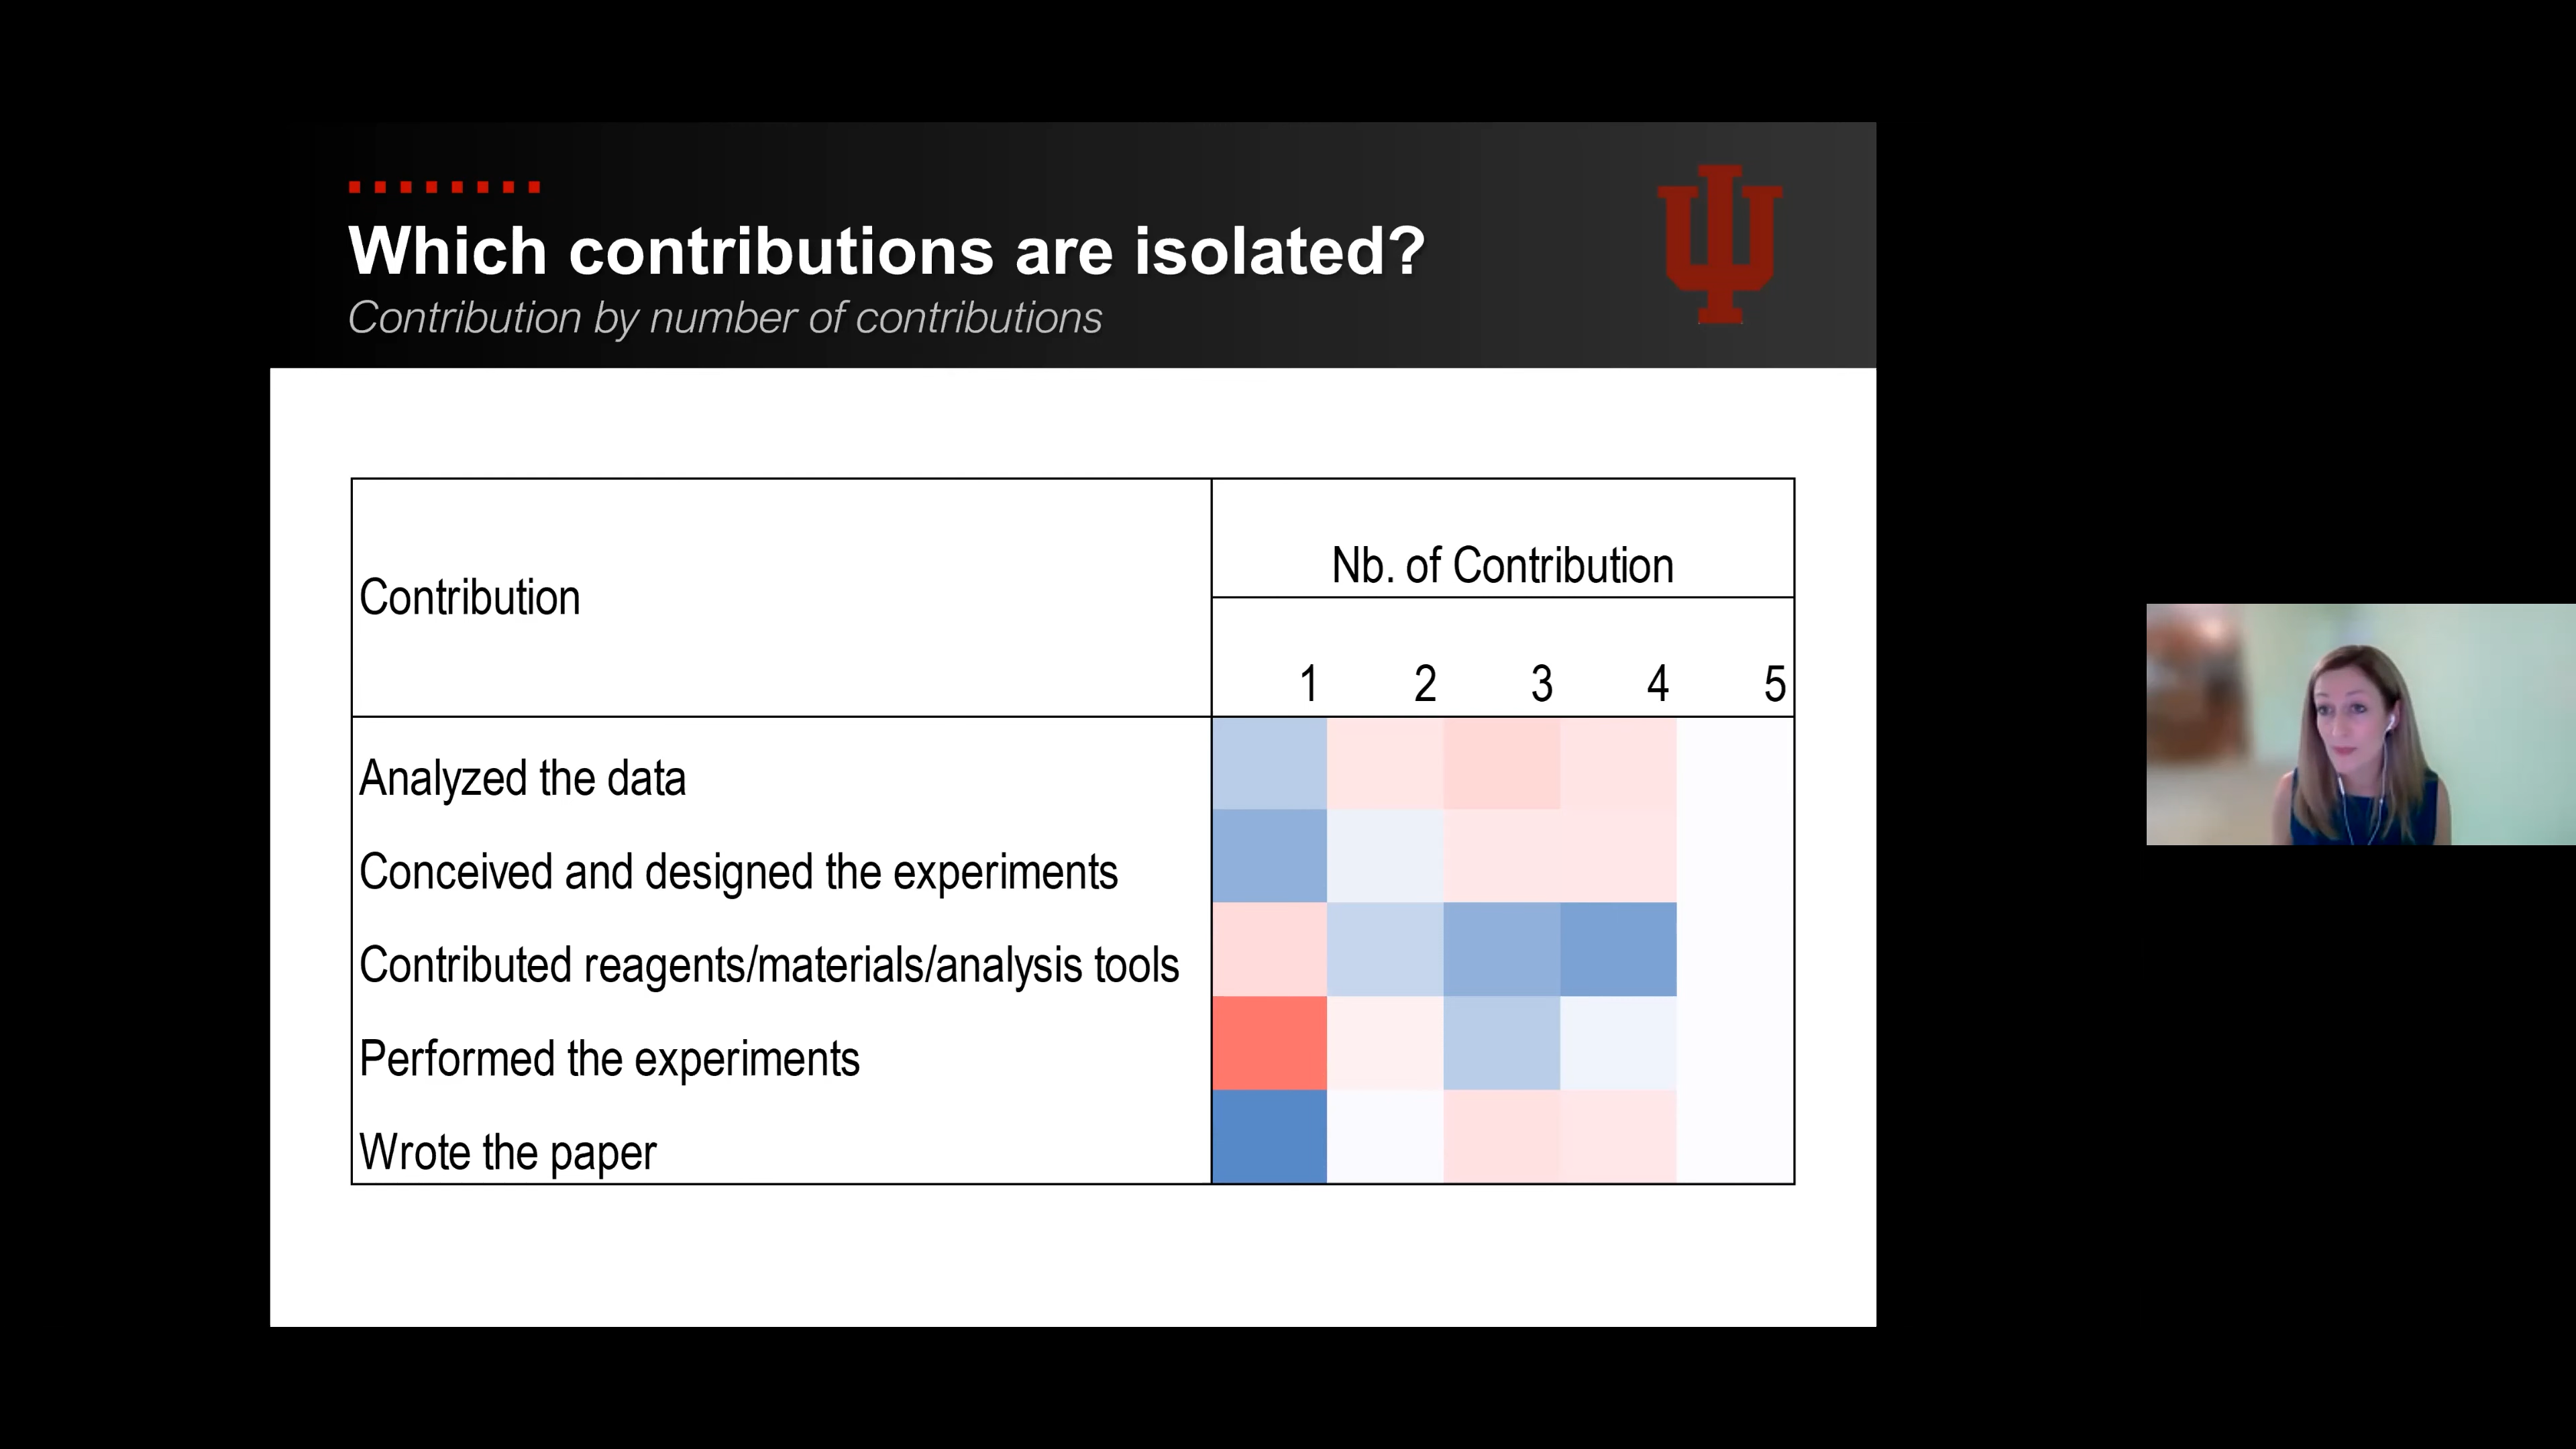 Which contributions are isolated?
Contribution by number of contributions
Contribution
Nb. of Contribution
1 2 3 4 5
Analyzed the data
Conceived and designed the experiments
Contributed reagents/materials/analysis tools
Performed the experiments
Wrote the paper